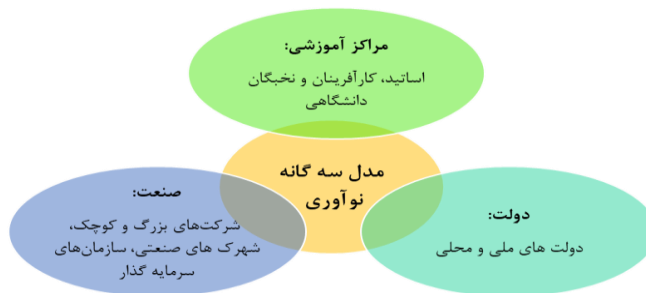 مراکز آموزشی:
اساتید، کارآفرینان و نخبگان
دانشگاهی
مدل سه گانه
نوآوری
صنعت:
شرکت‌های بزرگ و کوچک،
شهرک های صنعتی، سازمان‌های
سرمایه گذار
دولت:
دولت های ملی و محلی